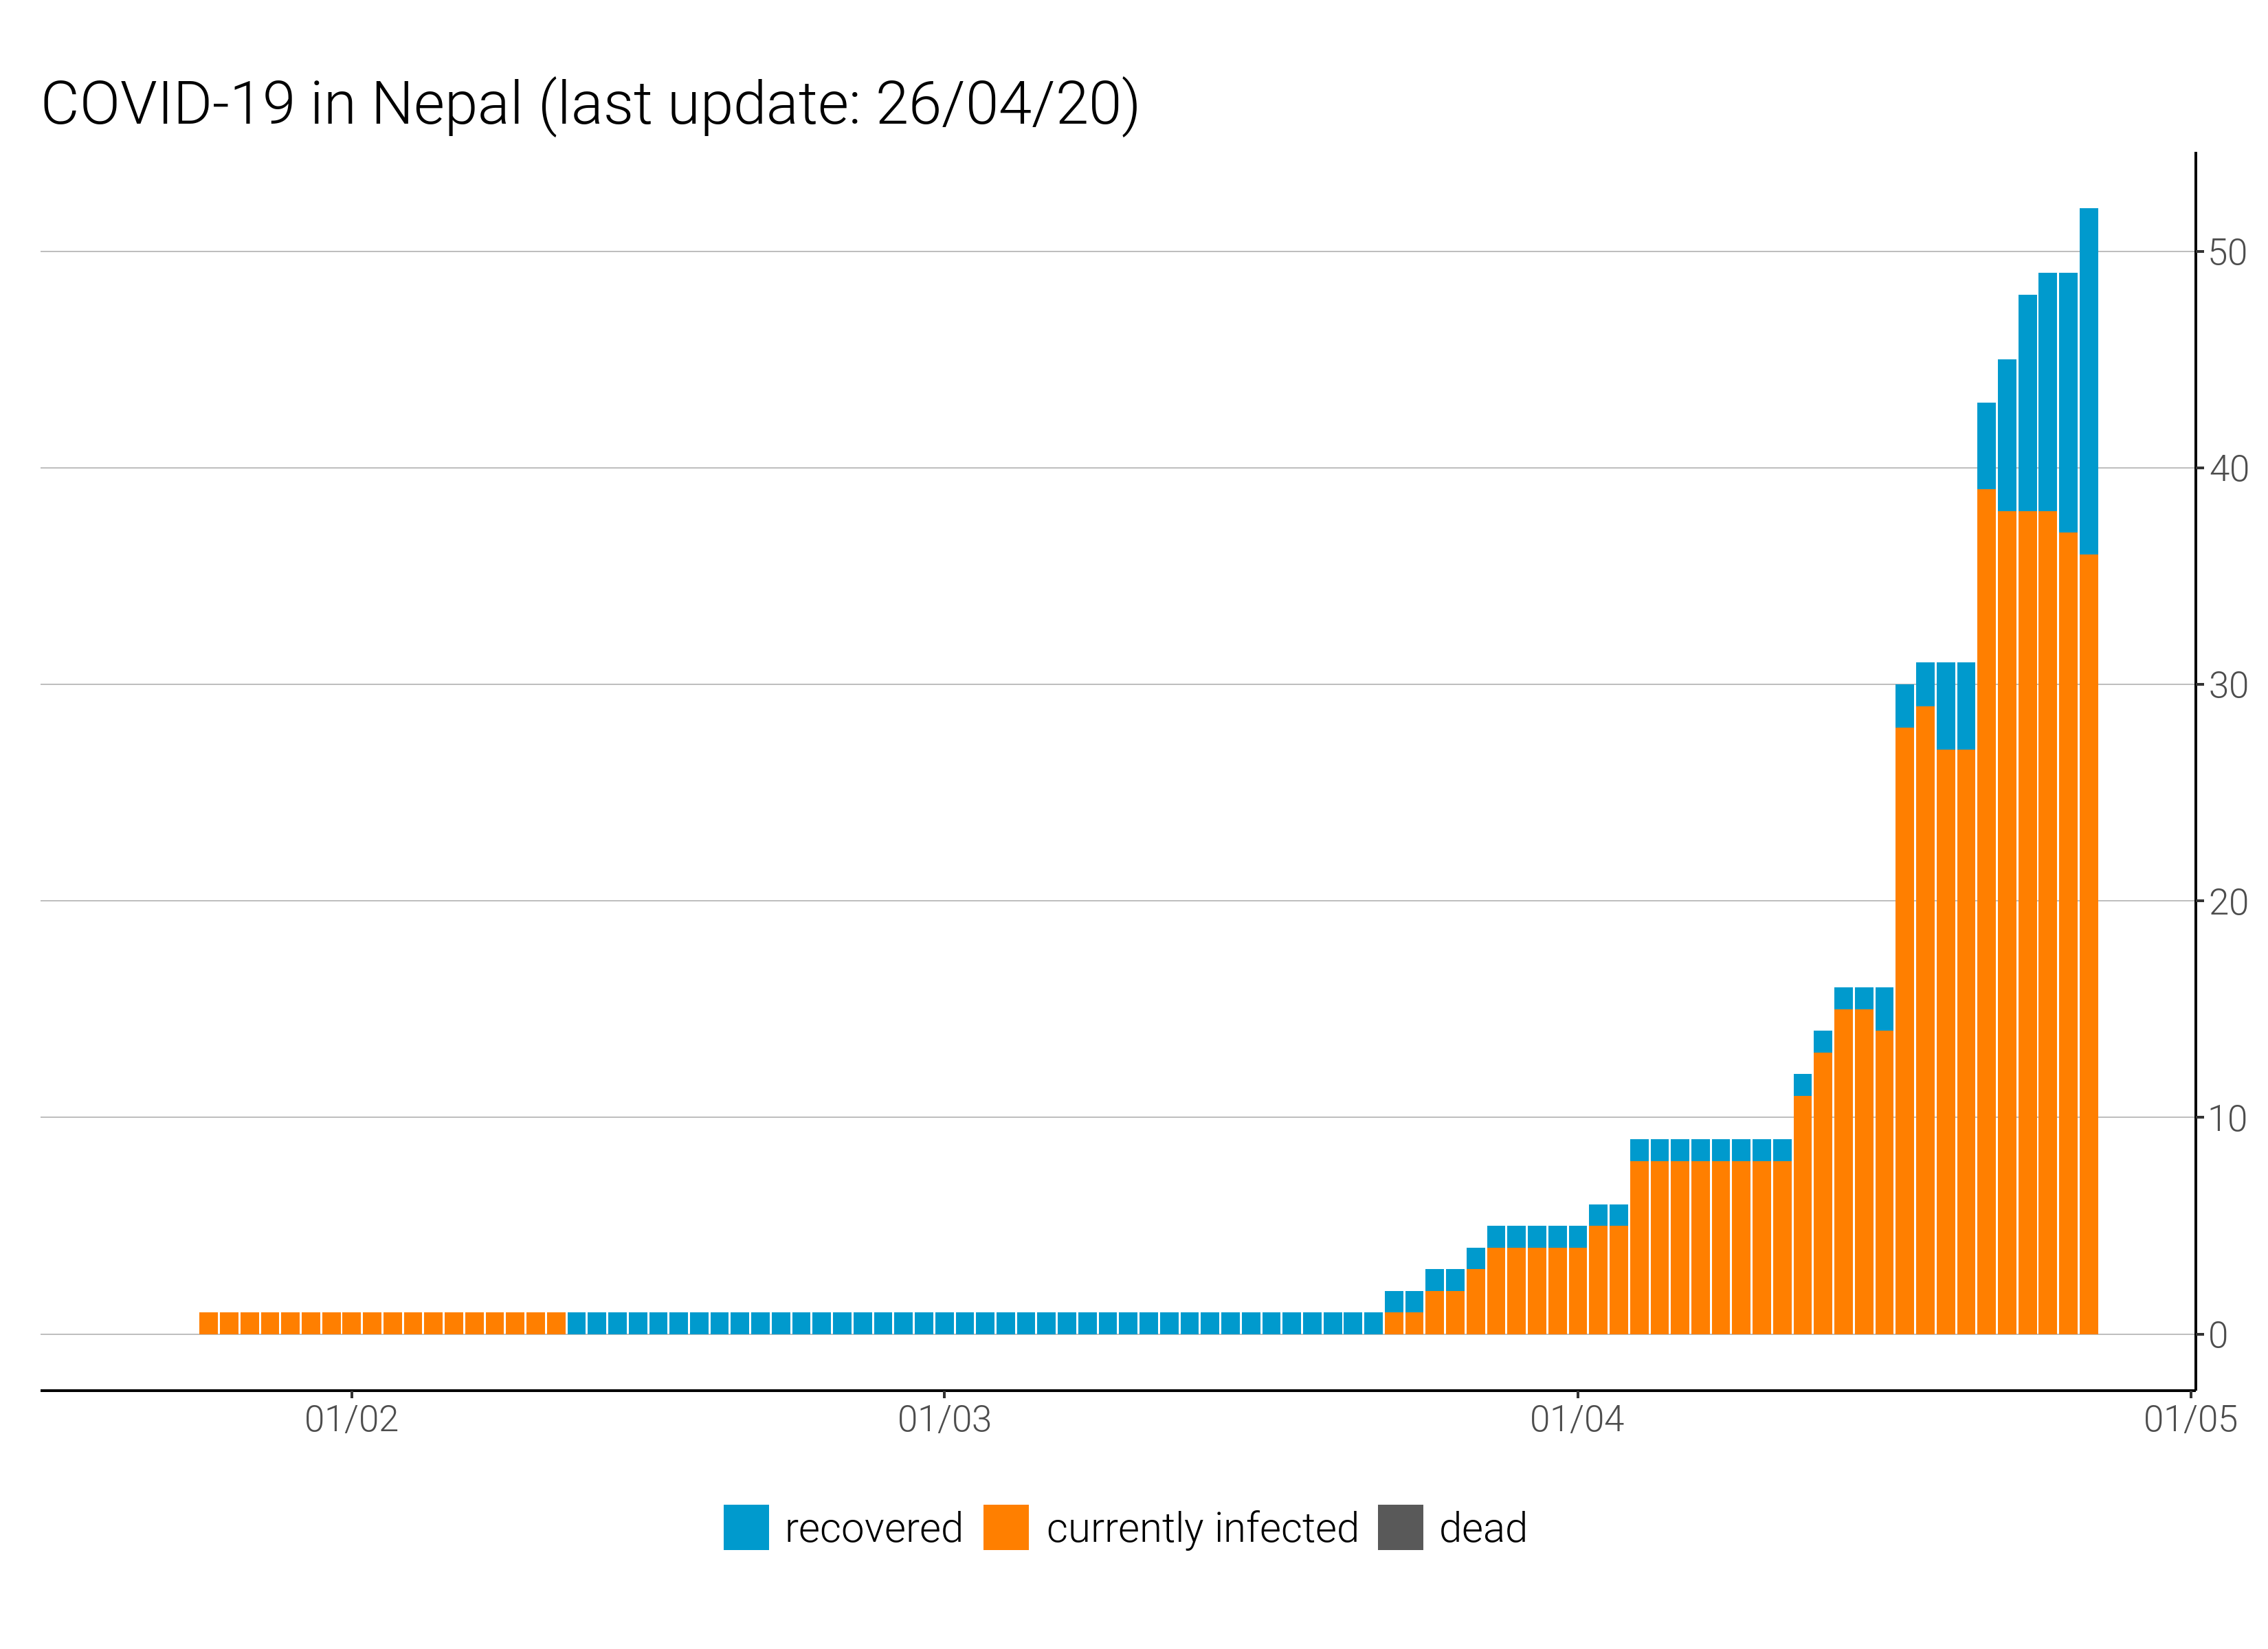 COVID-19 in Nepal (last update: 26/04/20)
50
40
30
20
10
0
01/02 01/03 01/04 01/05
recovered currently infected dead